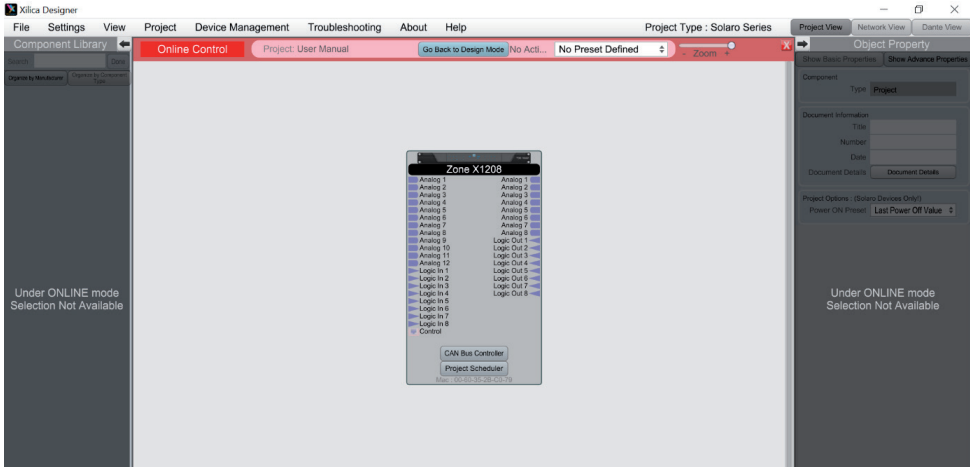 Xilica Designer
File Settings View Project Device Management Troubleshooting About Help Project Type : Solaro Series Project View Network View Dante View
Component Library Online Control Project: User Manual Go Back to Design Mode No Acti... No Preset Defined - Zoom + X Object Property
Search Save Show Basic Properties Show Advance Properties
Organize by Manufacturer Organize by Component Type
Component
Type Project
Document Information
Title
Number
Date
Document Details Document Details
Project Options : (Solaro Devices Only!)
Power ON Preset Last Power Off Value
Zone X1208
Analog 1 Analog 1
Analog 2 Analog 2
Analog 3 Analog 3
Analog 4 Analog 4
Analog 5 Analog 5
Analog 6 Analog 6
Analog 7 Analog 7
Analog 8 Analog 8
Analog 9 Logic Out 1
Analog 10 Logic Out 2
Analog 11 Logic Out 3
Analog 12 Logic Out 4
Logic In 1 Logic Out 5
Logic In 2 Logic Out 6
Logic In 3 Logic Out 7
Logic In 4 Logic Out 8
Logic In 5
Logic In 6
Logic In 7
Logic In 8
Control
CAN Bus Controller
Project Scheduler
Under ONLINE mode
Selection Not Available
Under ONLINE mode
Selection Not Available